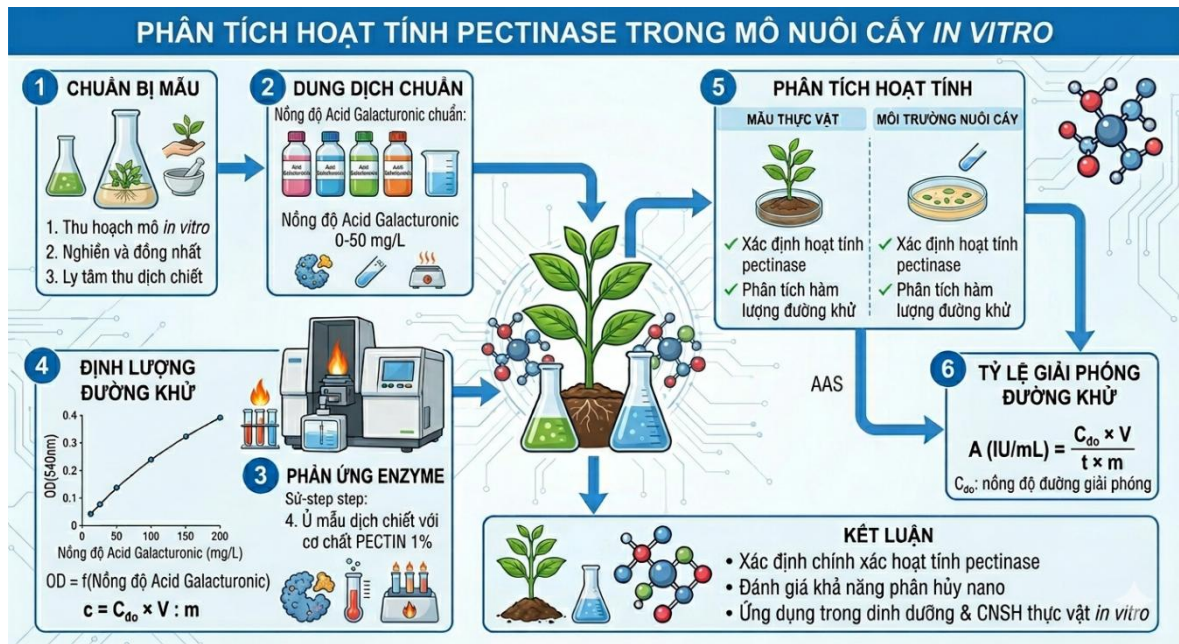 PHÂN TÍCH HOẠT TÍNH PECTINASE TRONG MÔ NUÔI CẤY IN VITRO
1
CHUẨN BỊ MẪU
1. Thu hoạch mô in vitro
2. Nghiền và đồng nhất
3. Ly tâm thu dịch chiết
2
DUNG DỊCH CHUẨN
Nồng độ Acid Galacturonic chuẩn:
Nồng độ Acid Galacturonic
0-50 mg/L
5
PHÂN TÍCH HOẠT TÍNH
MẪU THỰC VẬT
✓ Xác định hoạt tính
pectinase
✓ Phân tích hàm
lượng đường khử
MÔI TRƯỜNG NUÔI CẤY
✓ Xác định hoạt tính
pectinase
✓ Phân tích hàm
lượng đường khử
4
ĐỊNH LƯỢNG
ĐƯỜNG KHỬ
OD(540nm)
0.4
0.3
0.2
0.1
0
0 50 100 150 200
Nồng độ Acid Galacturonic (mg/L)
OD = f(Nồng độ Acid Galacturonic)
c = Cđo × V : m
3
PHẢN ỨNG ENZYME
Sử-step step:
4. Ủ mẫu dịch chiết với
cơ chất PECTIN 1%
AAS
6
TỶ LỆ GIẢI PHÓNG
ĐƯỜNG KHỬ
A (IU/mL) = Cđo × V
t × m
Cđo: nồng độ đường giải phóng
KẾT LUẬN
• Xác định chính xác hoạt tính pectinase
• Đánh giá khả năng phân hủy nano
• Ứng dụng trong dinh dưỡng & CNSH thực vật in vitro